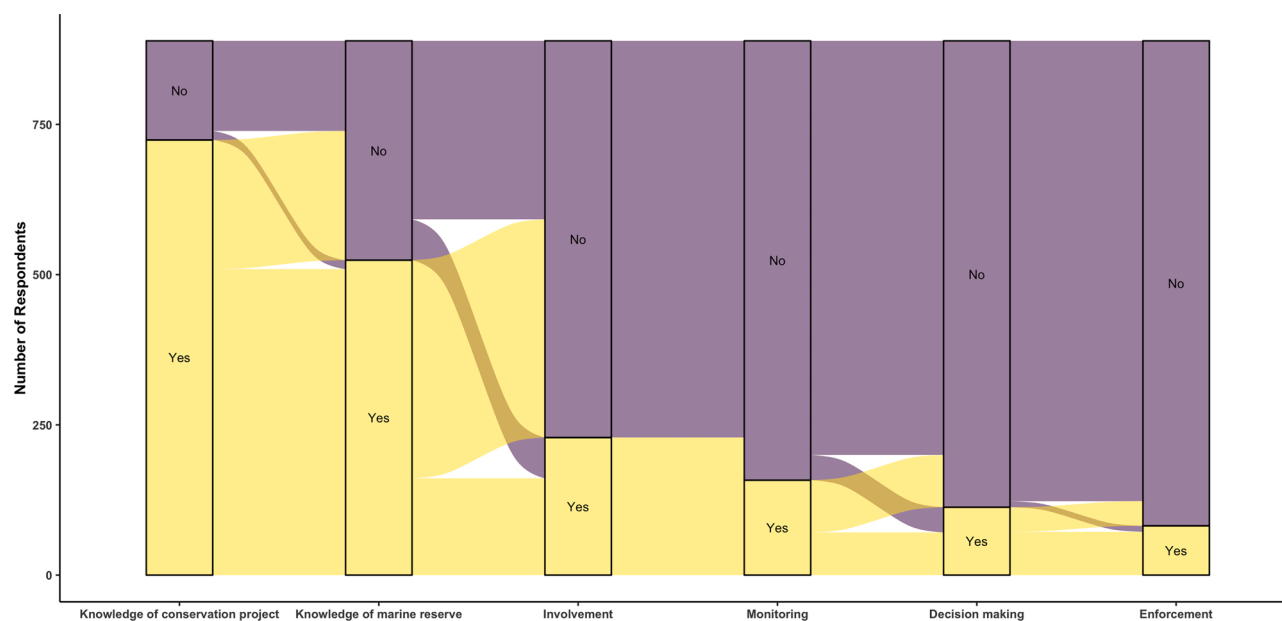 Number of Respondents
750
500
250
0
No
Yes
No
Yes
No
Yes
No
Yes
No
Yes
No
Yes
Knowledge of conservation project
Knowledge of marine reserve
Involvement
Monitoring
Decision making
Enforcement